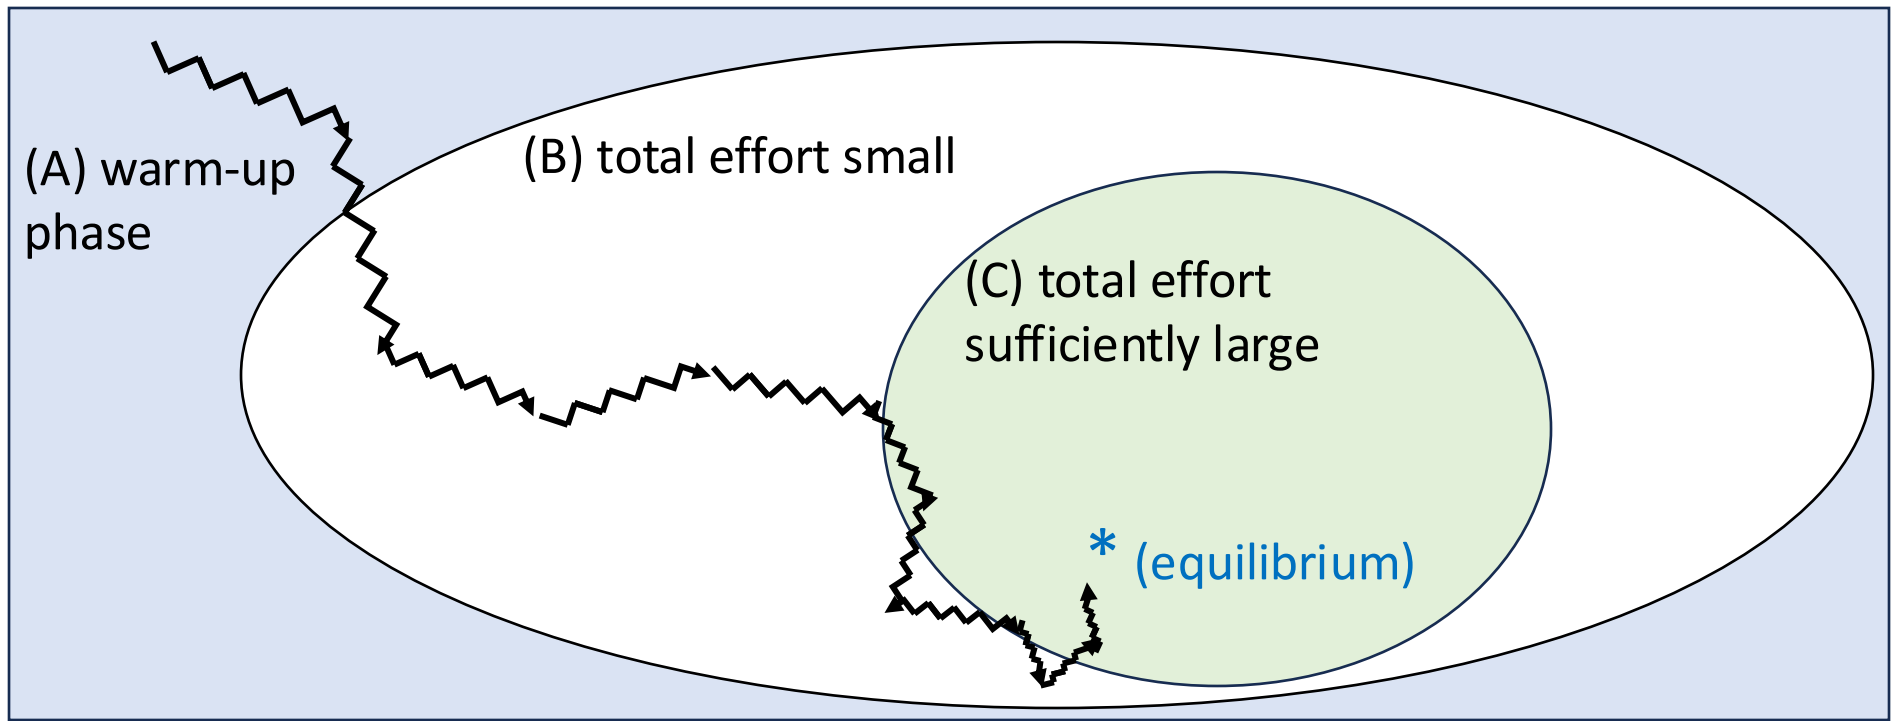 (A) warm-up
phase
(B) total effort small
(C) total effort
sufficiently large
* (equilibrium)